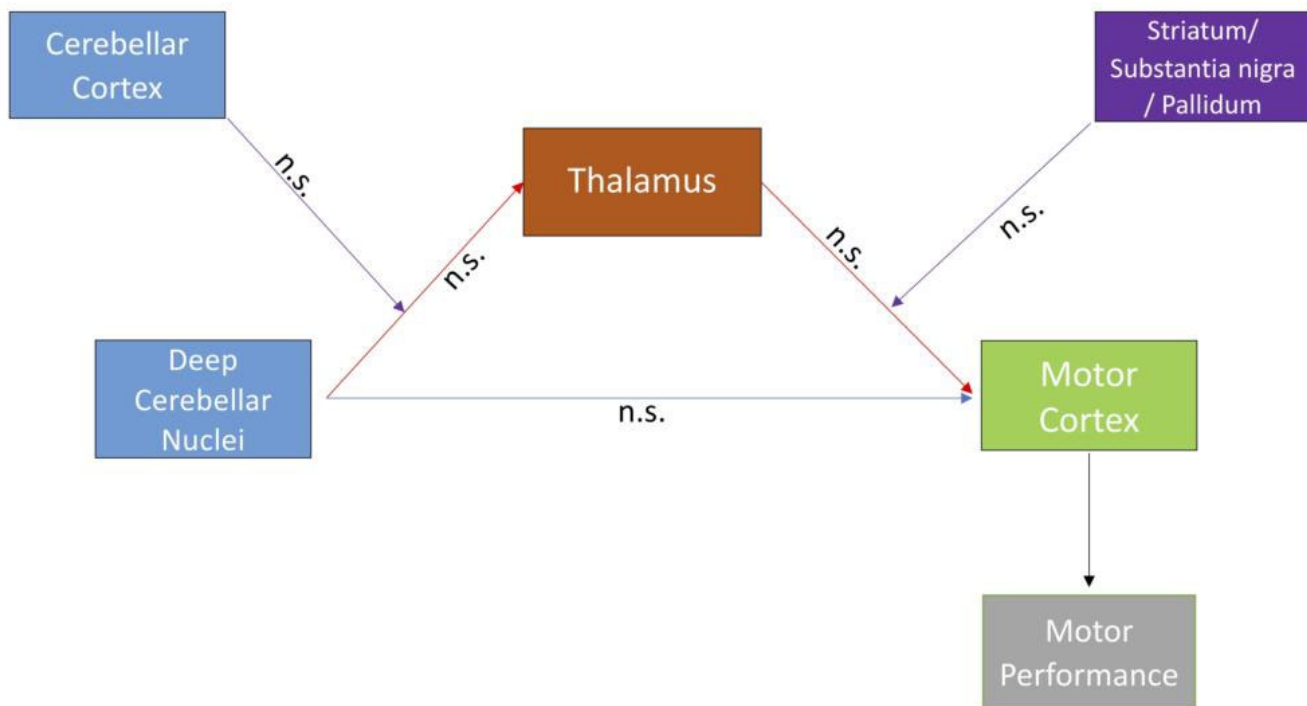 Cerebellar
Cortex
Striatum/
Substantia nigra
/ Pallidum
n.s.
Thalamus
n.s.
n.s.
n.s.
Deep
Cerebellar
Nuclei
n.s.
Motor
Cortex
Motor
Performance